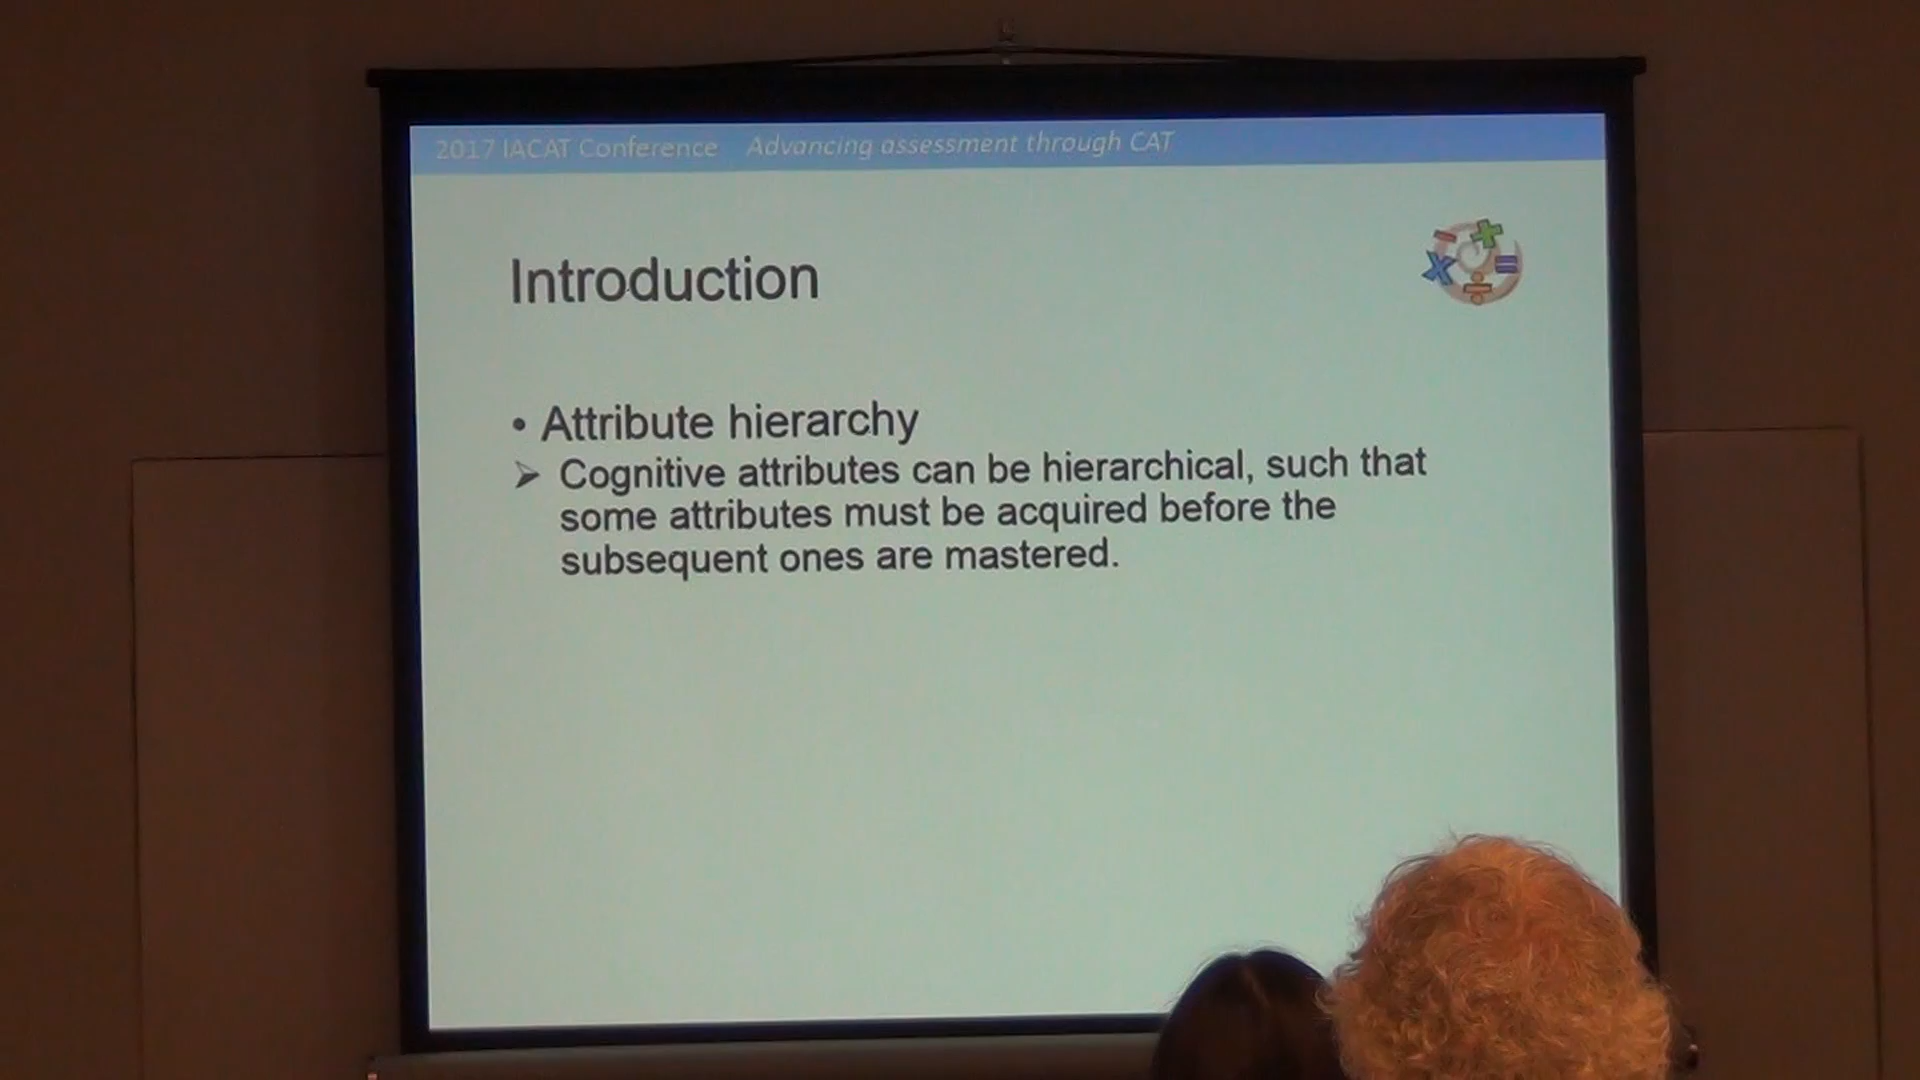 2017 IACAT Conference Advancing assessment through CAT
Introduction
• Attribute hierarchy
➢ Cognitive attributes can be hierarchical, such that
some attributes must be acquired before the
subsequent ones are mastered.